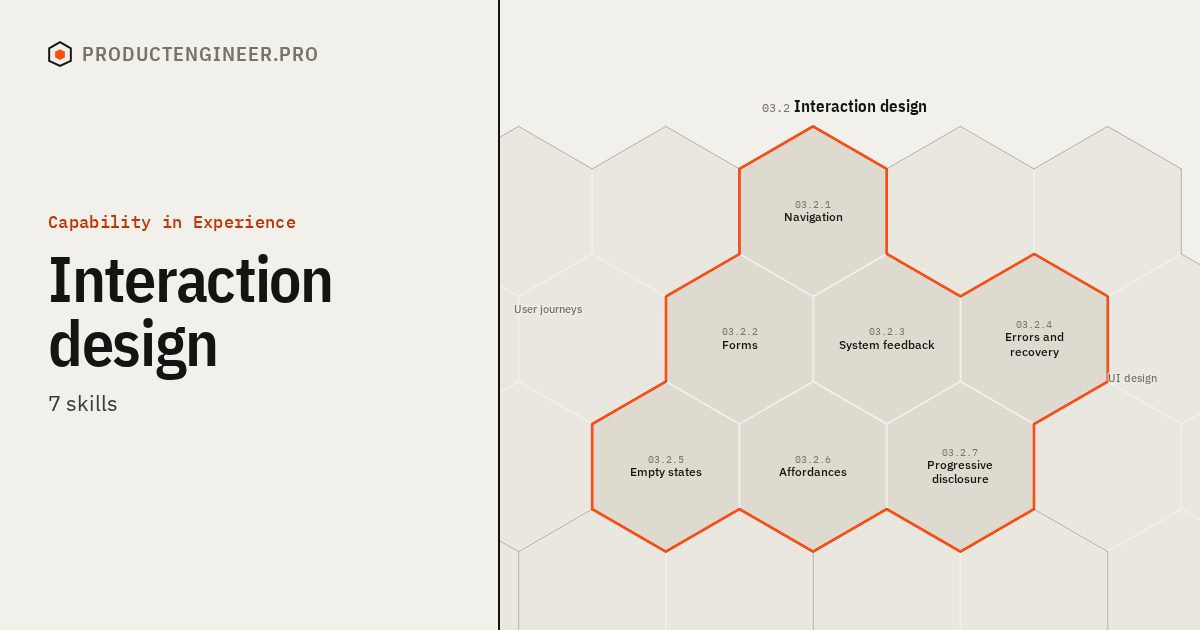 PRODUCTENGINEER.PRO
Capability in Experience
Interaction
design
7 skills
03.2 Interaction design
03.2.1
Navigation
User journeys
03.2.2
Forms
03.2.3
System feedback
03.2.4
Errors and
recovery
UI design
03.2.5
Empty states
03.2.6
Affordances
03.2.7
Progressive
disclosure